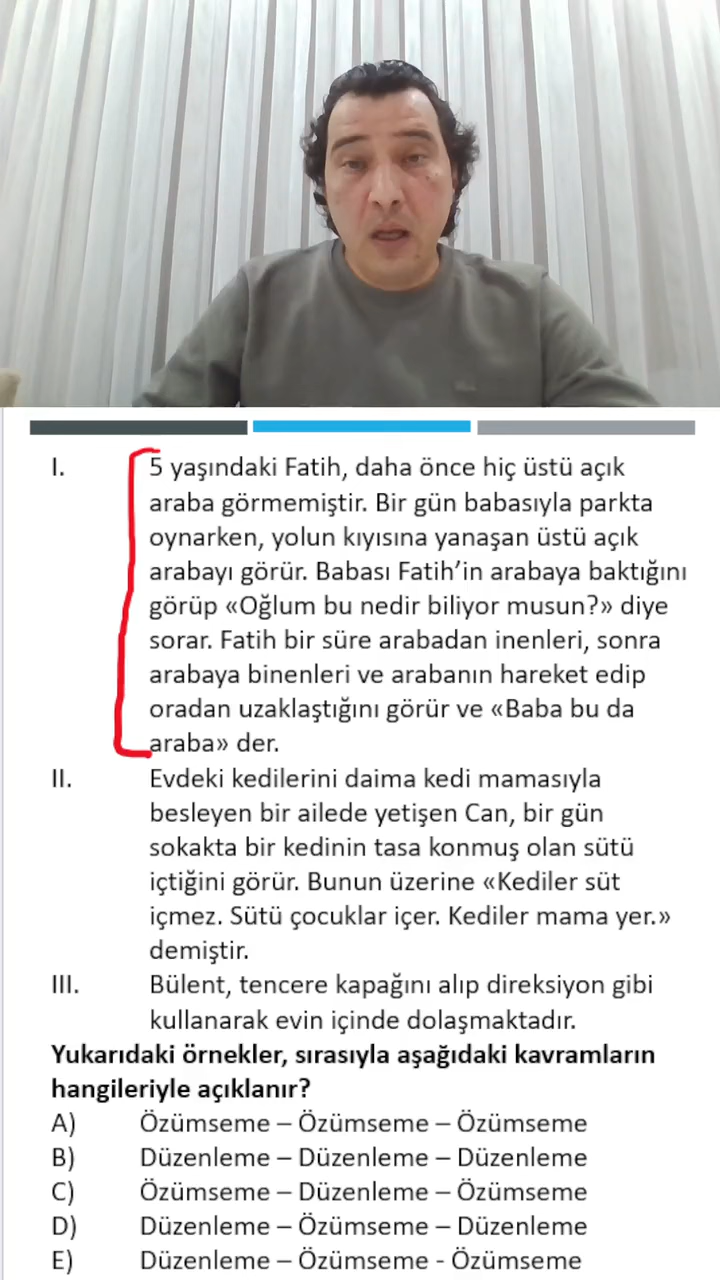 I. 5 yaşındaki Fatih, daha önce hiç üstü açık
araba görmemiştir. Bir gün babasıyla parkta
oynarken, yolun kıyısına yanaşan üstü açık
arabayı görür. Babası Fatih’in arabaya baktığını
görüp «Oğlum bu nedir biliyor musun?» diye
sorar. Fatih bir süre arabadan inenleri, sonra
arabaya binenleri ve arabanın hareket edip
oradan uzaklaştığını görür ve «Baba bu da
araba» der.
II. Evdeki kedilerini daima kedi mamasıyla
besleyen bir ailede yetişen Can, bir gün
sokakta bir kedinin tasa konmuş olan sütü
içtiğini görür. Bunun üzerine «Kediler süt
içmez. Sütü çocuklar içer. Kediler mama yer.»
demiştir.
III. Bülent, tencere kapağını alıp direksiyon gibi
kullanarak evin içinde dolaşmaktadır.
Yukarıdaki örnekler, sırasıyla aşağıdaki kavramların
hangileriyle açıklanır?
A) Özümseme – Özümseme – Özümseme
B) Düzenleme – Düzenleme – Düzenleme
C) Özümseme – Düzenleme – Özümseme
D) Düzenleme – Özümseme – Düzenleme
E) Düzenleme – Özümseme - Özümseme